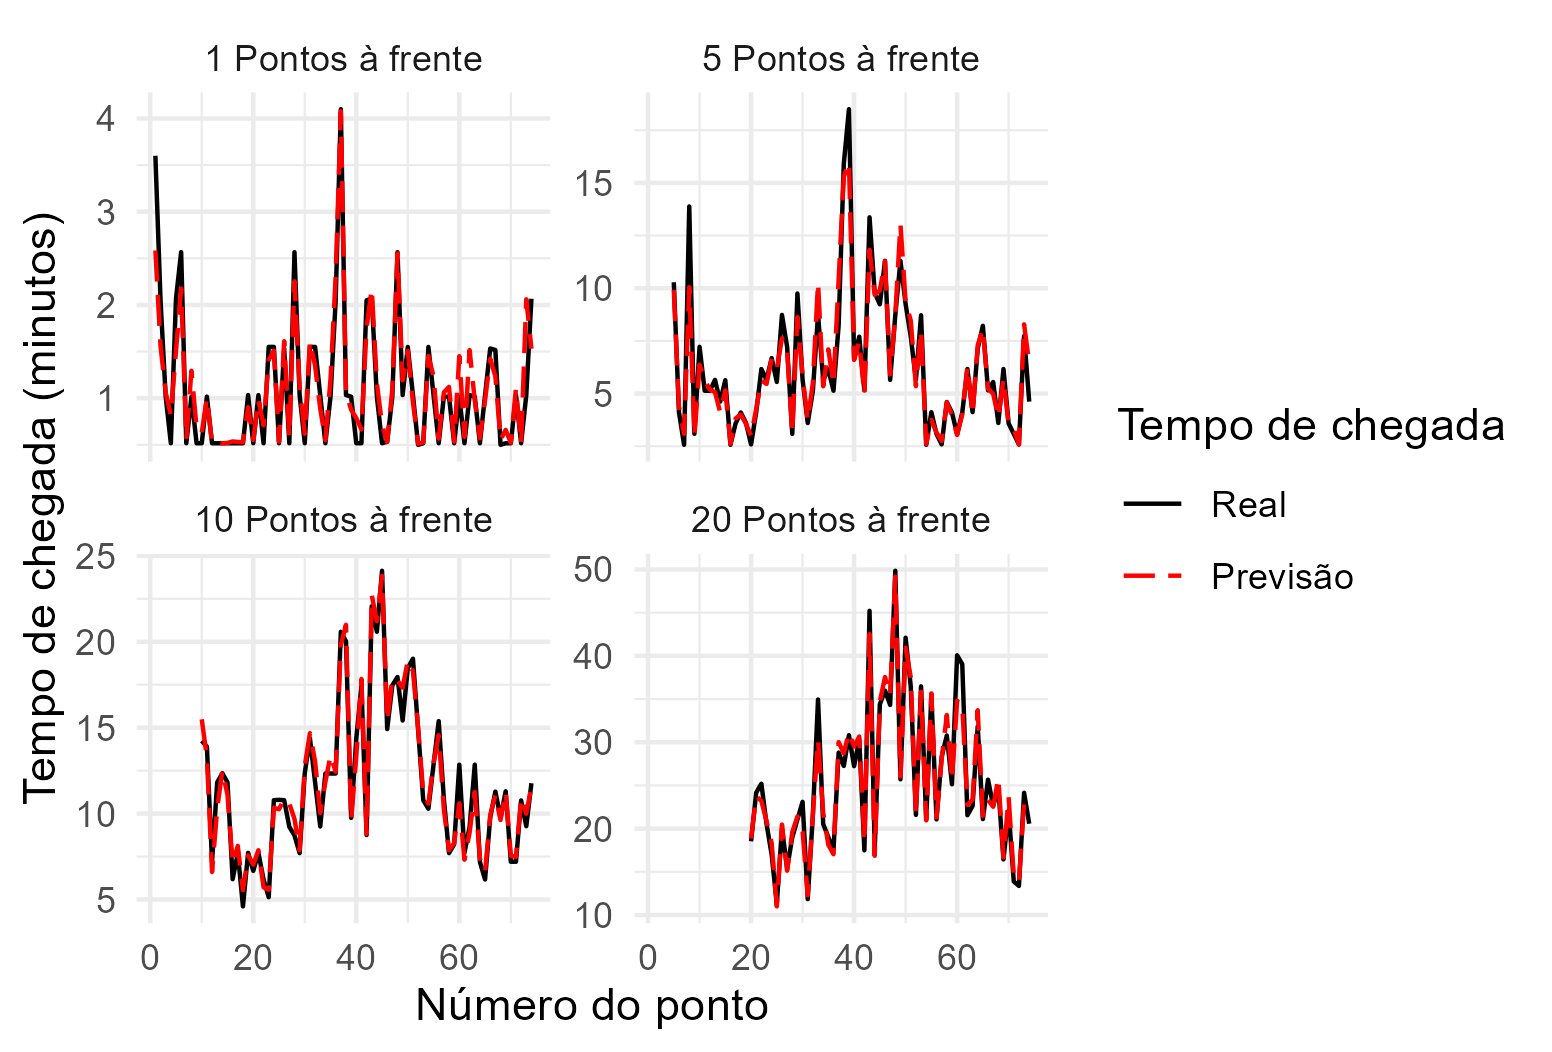 1 Pontos à frente
5 Pontos à frente
4
3
2
1
15
10
5
10 Pontos à frente
20 Pontos à frente
25
20
15
10
5
50
40
30
20
10
0 20 40 60
0 20 40 60
Número do ponto
Tempo de chegada (minutos)
Tempo de chegada
Real
Previsão